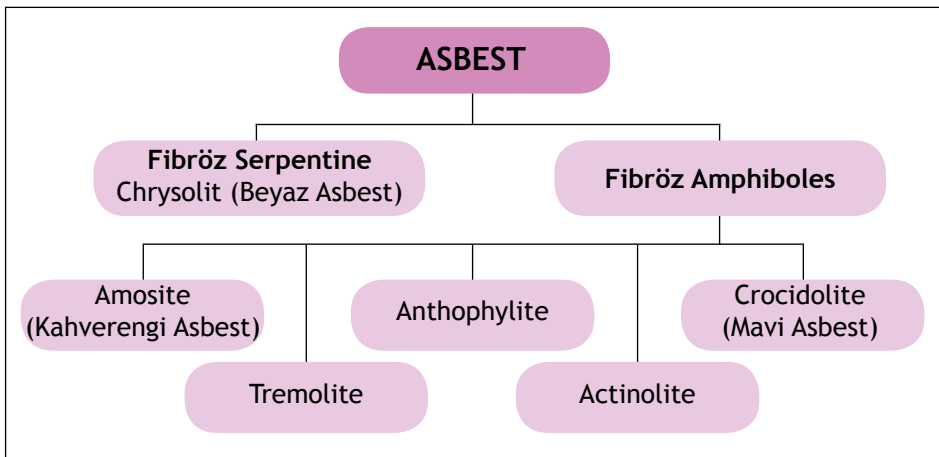 ASBEST
Fibröz Serpentine
Chrysolit (Beyaz Asbest)
Fibröz Amphiboles
Amosite
(Kahverengi Asbest)
Anthophylite
Crocidolite
(Mavi Asbest)
Tremolite
Actinolite